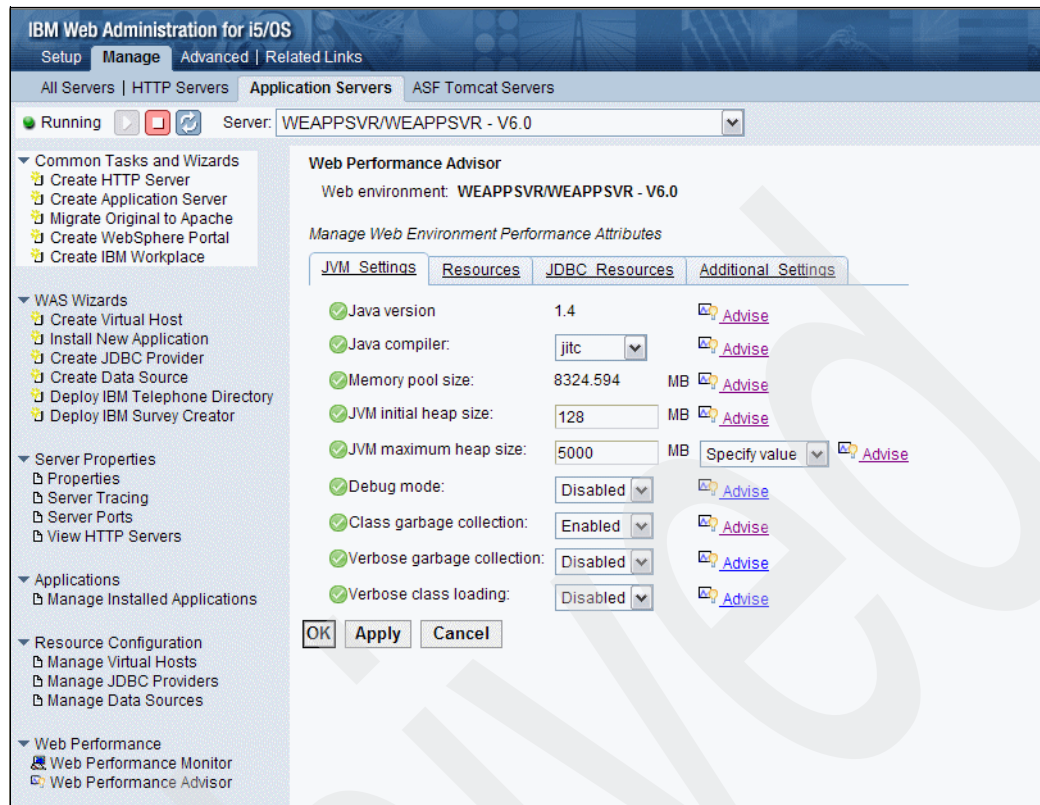 IBM Web Administration for i5/OS
Setup Manage Advanced | Related Links
All Servers | HTTP Servers Application Servers ASF Tomcat Servers
Running Server: WEAPPSVR/WEAPPSVR - V6.0
Common Tasks and Wizards
Create HTTP Server
Create Application Server
Migrate Original to Apache
Create WebSphere Portal
Create IBM Workplace
WAS Wizards
Create Virtual Host
Install New Application
Create JDBC Provider
Create Data Source
Deploy IBM Telephone Directory
Deploy IBM Survey Creator
Server Properties
Properties
Server Tracing
Server Ports
View HTTP Servers
Applications
Manage Installed Applications
Resource Configuration
Manage Virtual Hosts
Manage JDBC Providers
Manage Data Sources
Web Performance
Web Performance Monitor
Web Performance Advisor
Web Performance Advisor
Web environment: WEAPPSVR/WEAPPSVR - V6.0
Manage Web Environment Performance Attributes
JVM Settings Resources JDBC Resources Additional Settings
Java version 1.4 Advise
Java compiler: jitc Advise
Memory pool size: 8324.594 MB Advise
JVM initial heap size: 128 MB Advise
JVM maximum heap size: 5000 MB Specify value Advise
Debug mode: Disabled Advise
Class garbage collection: Enabled Advise
Verbose garbage collection: Disabled Advise
Verbose class loading: Disabled Advise
OK Apply Cancel